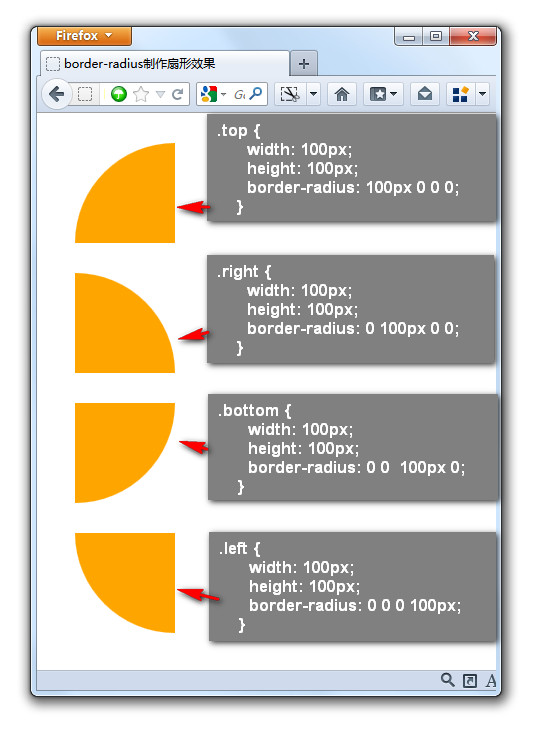 Firefox
border-radius制作扇形效果
.top {
width: 100px;
height: 100px;
border-radius: 100px 0 0 0;
}
.right {
width: 100px;
height: 100px;
border-radius: 0 100px 0 0;
}
.bottom {
width: 100px;
height: 100px;
border-radius: 0 0  100px 0;
}
.left {
width: 100px;
height: 100px;
border-radius: 0 0 0 100px;
}
A